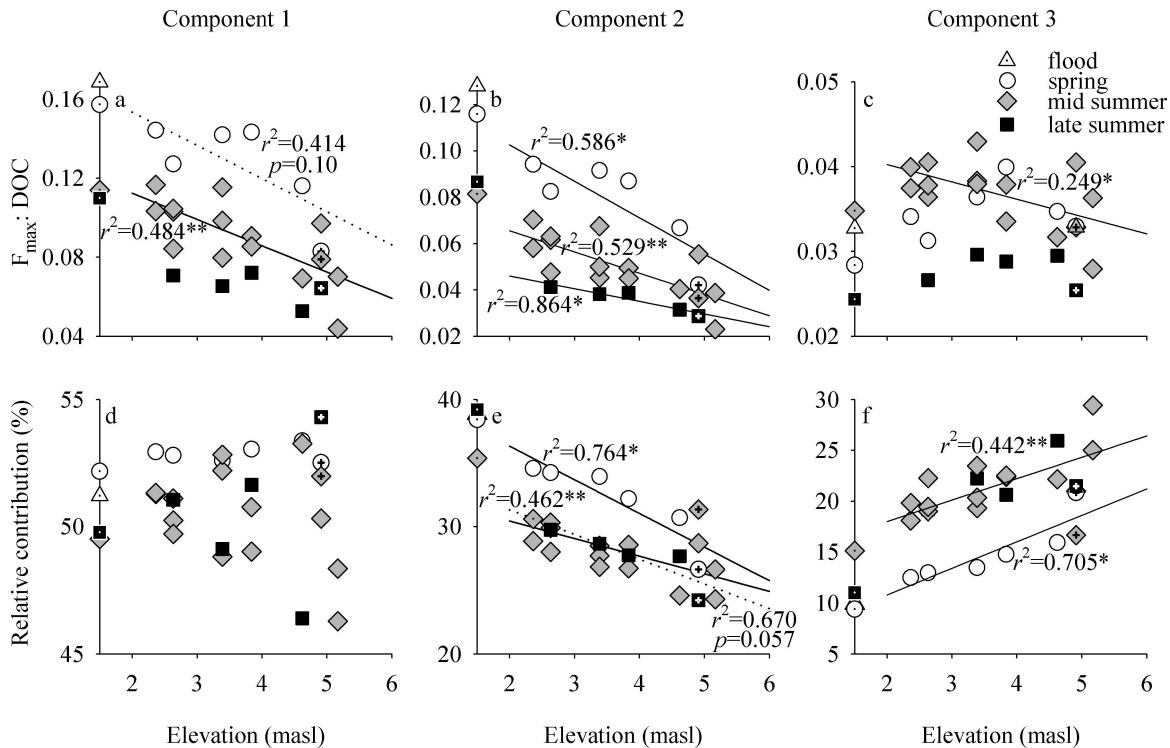 Component 1
Component 2
Component 3
flood
spring
mid summer
late summer
F_max: DOC
0.16
0.12
0.08
0.04
a
r²=0.414
p=0.10
r²=0.484**
0.12
0.10
0.08
0.06
0.04
0.02
b
r²=0.586*
r²=0.529**
r²=0.864*
0.05
0.04
0.03
0.02
c
r²=0.249*
Relative contribution (%)
55
50
45
d
2 3 4 5 6
Elevation (masl)
40
30
20
e
r²=0.764*
r²=0.462**
r²=0.670
p=0.057
2 3 4 5 6
Elevation (masl)
30
25
20
15
10
5
f
r²=0.442**
r²=0.705*
2 3 4 5 6
Elevation (masl)